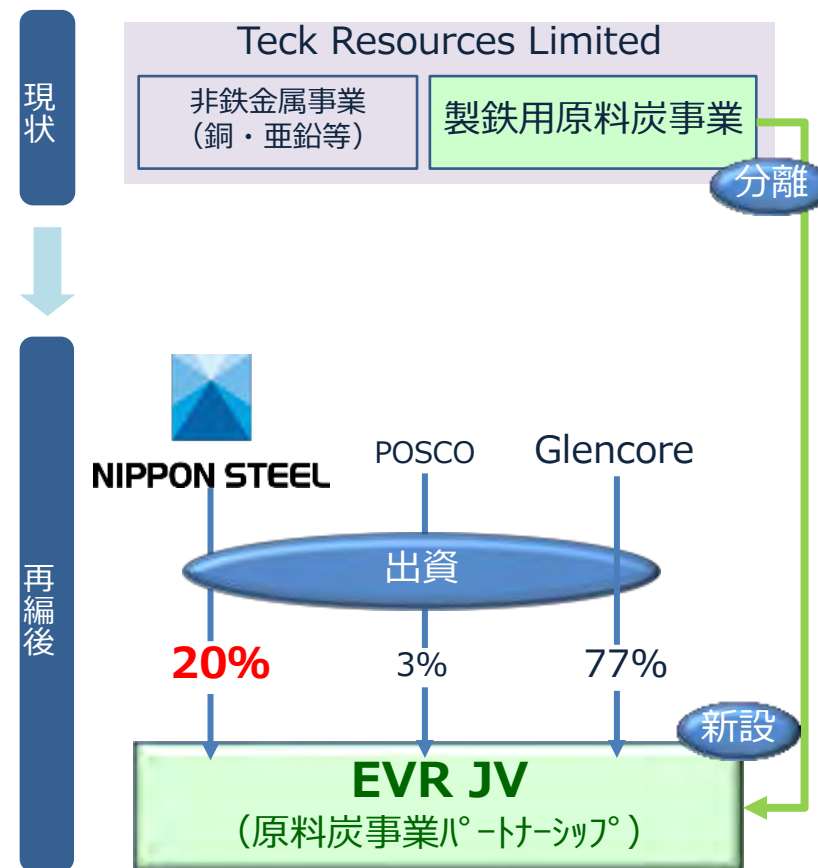 現状
Teck Resources Limited
非鉄金属事業
（銅・亜鉛等）
製鉄用原料炭事業
分離
再編後
NIPPON STEEL
POSCO
Glencore
出資
20%
3%
77%
新設
EVR JV
（原料炭事業ﾊﾟｰﾄﾅｰｼｯﾌﾟ）